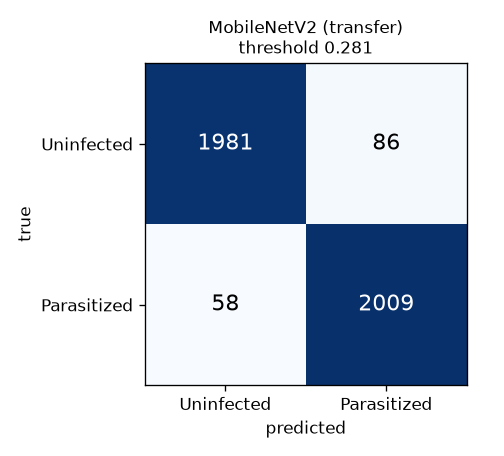 MobileNetV2 (transfer)
threshold 0.281
Uninfected
1981
86
true
Parasitized
58
2009
Uninfected
Parasitized
predicted